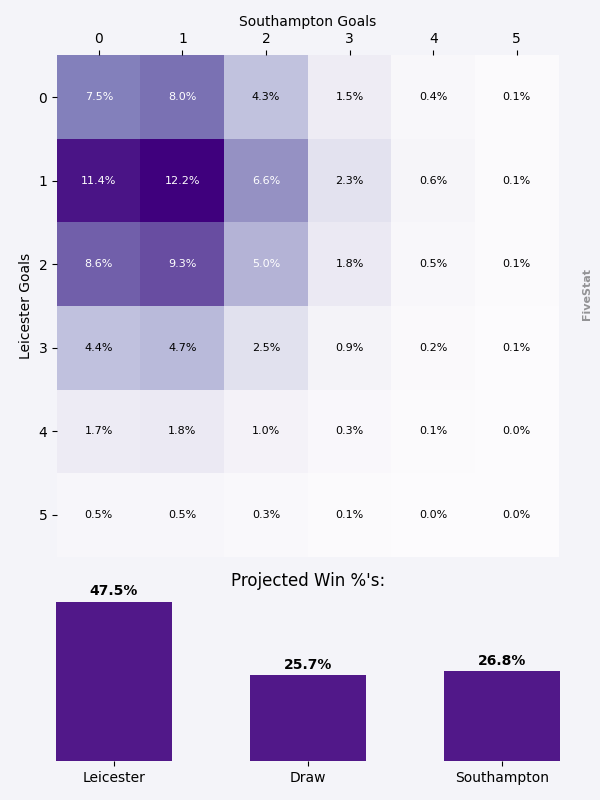 Southampton Goals
0 1 2 3 4 5
0 7.5% 8.0% 4.3% 1.5% 0.4% 0.1%
1 11.4% 12.2% 6.6% 2.3% 0.6% 0.1%
2 8.6% 9.3% 5.0% 1.8% 0.5% 0.1%
3 4.4% 4.7% 2.5% 0.9% 0.2% 0.1%
4 1.7% 1.8% 1.0% 0.3% 0.1% 0.0%
5 0.5% 0.5% 0.3% 0.1% 0.0% 0.0%
Leicester Goals
FiveStat
Projected Win %'s:
47.5% 25.7% 26.8%
Leicester Draw Southampton